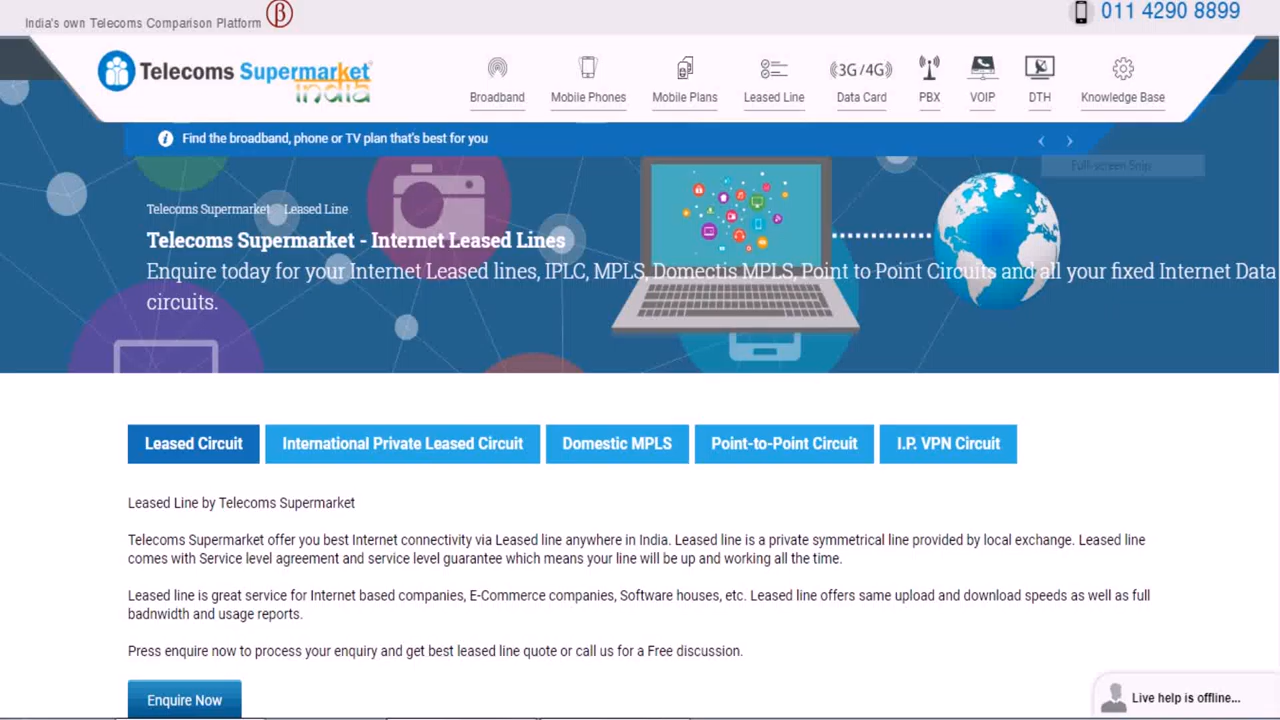 India's own Telecoms Comparison Platform β
011 4290 8899
Telecoms Supermarket
india
3G /4G
Broadband Mobile Phones Mobile Plans Leased Line Data Card PBX VOIP DTH Knowledge Base
Find the broadband, phone or TV plan that's best for you
Full-screen Snip
Telecoms Supermarket Leased Line
Telecoms Supermarket - Internet Leased Lines
Enquire today for your Internet Leased lines, IPLC, MPLS, Domectis MPLS, Point to Point Circuits and all your fixed Internet Data
circuits.
Leased Circuit International Private Leased Circuit Domestic MPLS Point-to-Point Circuit I.P. VPN Circuit
Leased Line by Telecoms Supermarket
Telecoms Supermarket offer you best Internet connectivity via Leased line anywhere in India. Leased line is a private symmetrical line provided by local exchange. Leased line
comes with Service level agreement and service level guarantee which means your line will be up and working all the time.
Leased line is great service for Internet based companies, E-Commerce companies, Software houses, etc. Leased line offers same upload and download speeds as well as full
badnwidth and usage reports.
Press enquire now to process your enquiry and get best leased line quote or call us for a Free discussion.
Enquire Now
Live help is offline...